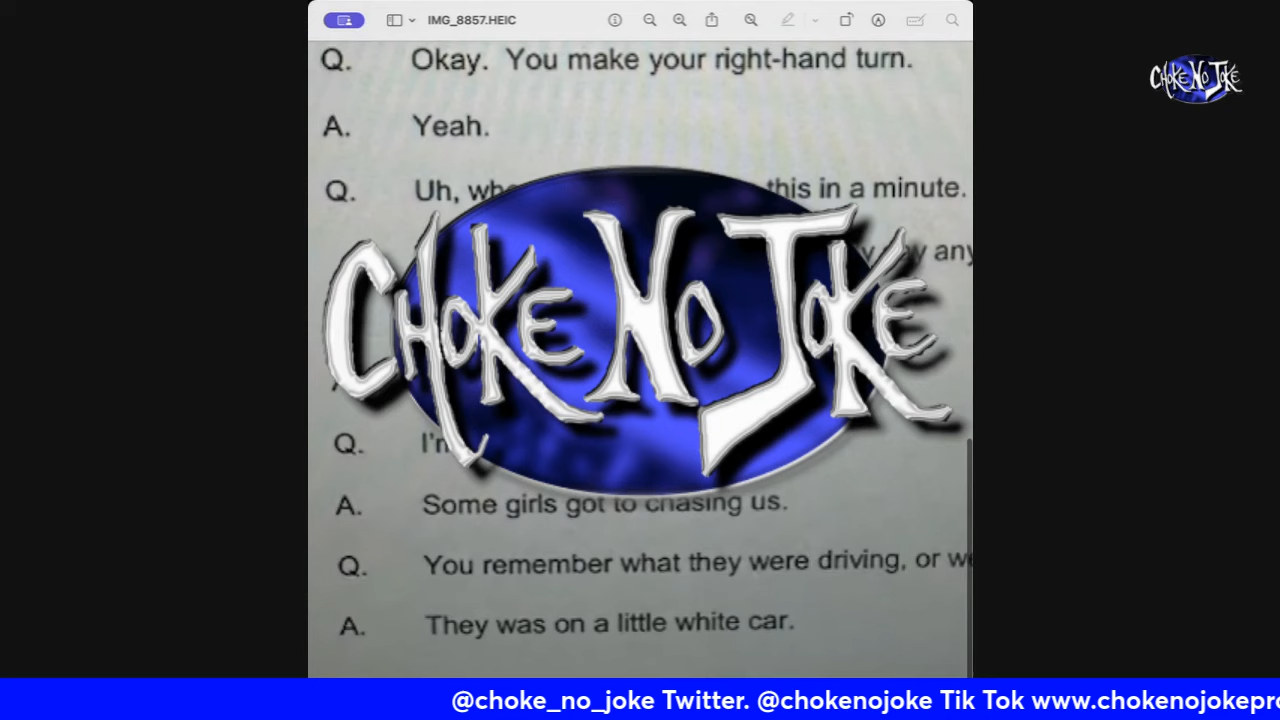 IMG_8857.HEIC
Q. Okay. You make your right-hand turn.
CHOKE NO JOKE
A. Yeah.
Q. Uh, this in a minute.
any
CHOKE NO JOKE
Q. I'm
A. Some girls got to chasing us.
Q. You remember what they were driving, or
A. They was on a little white car.
@choke_no_joke Twitter. @chokenojoke Tik Tok www.chokenojokepr